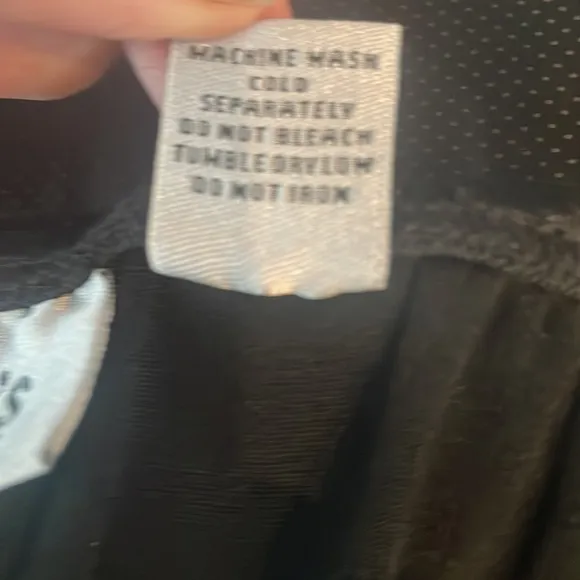 MACHINE WASH
COLD
SEPARATELY
DO NOT BLEACH
TUMBLE DRY LOW
DO NOT IRON